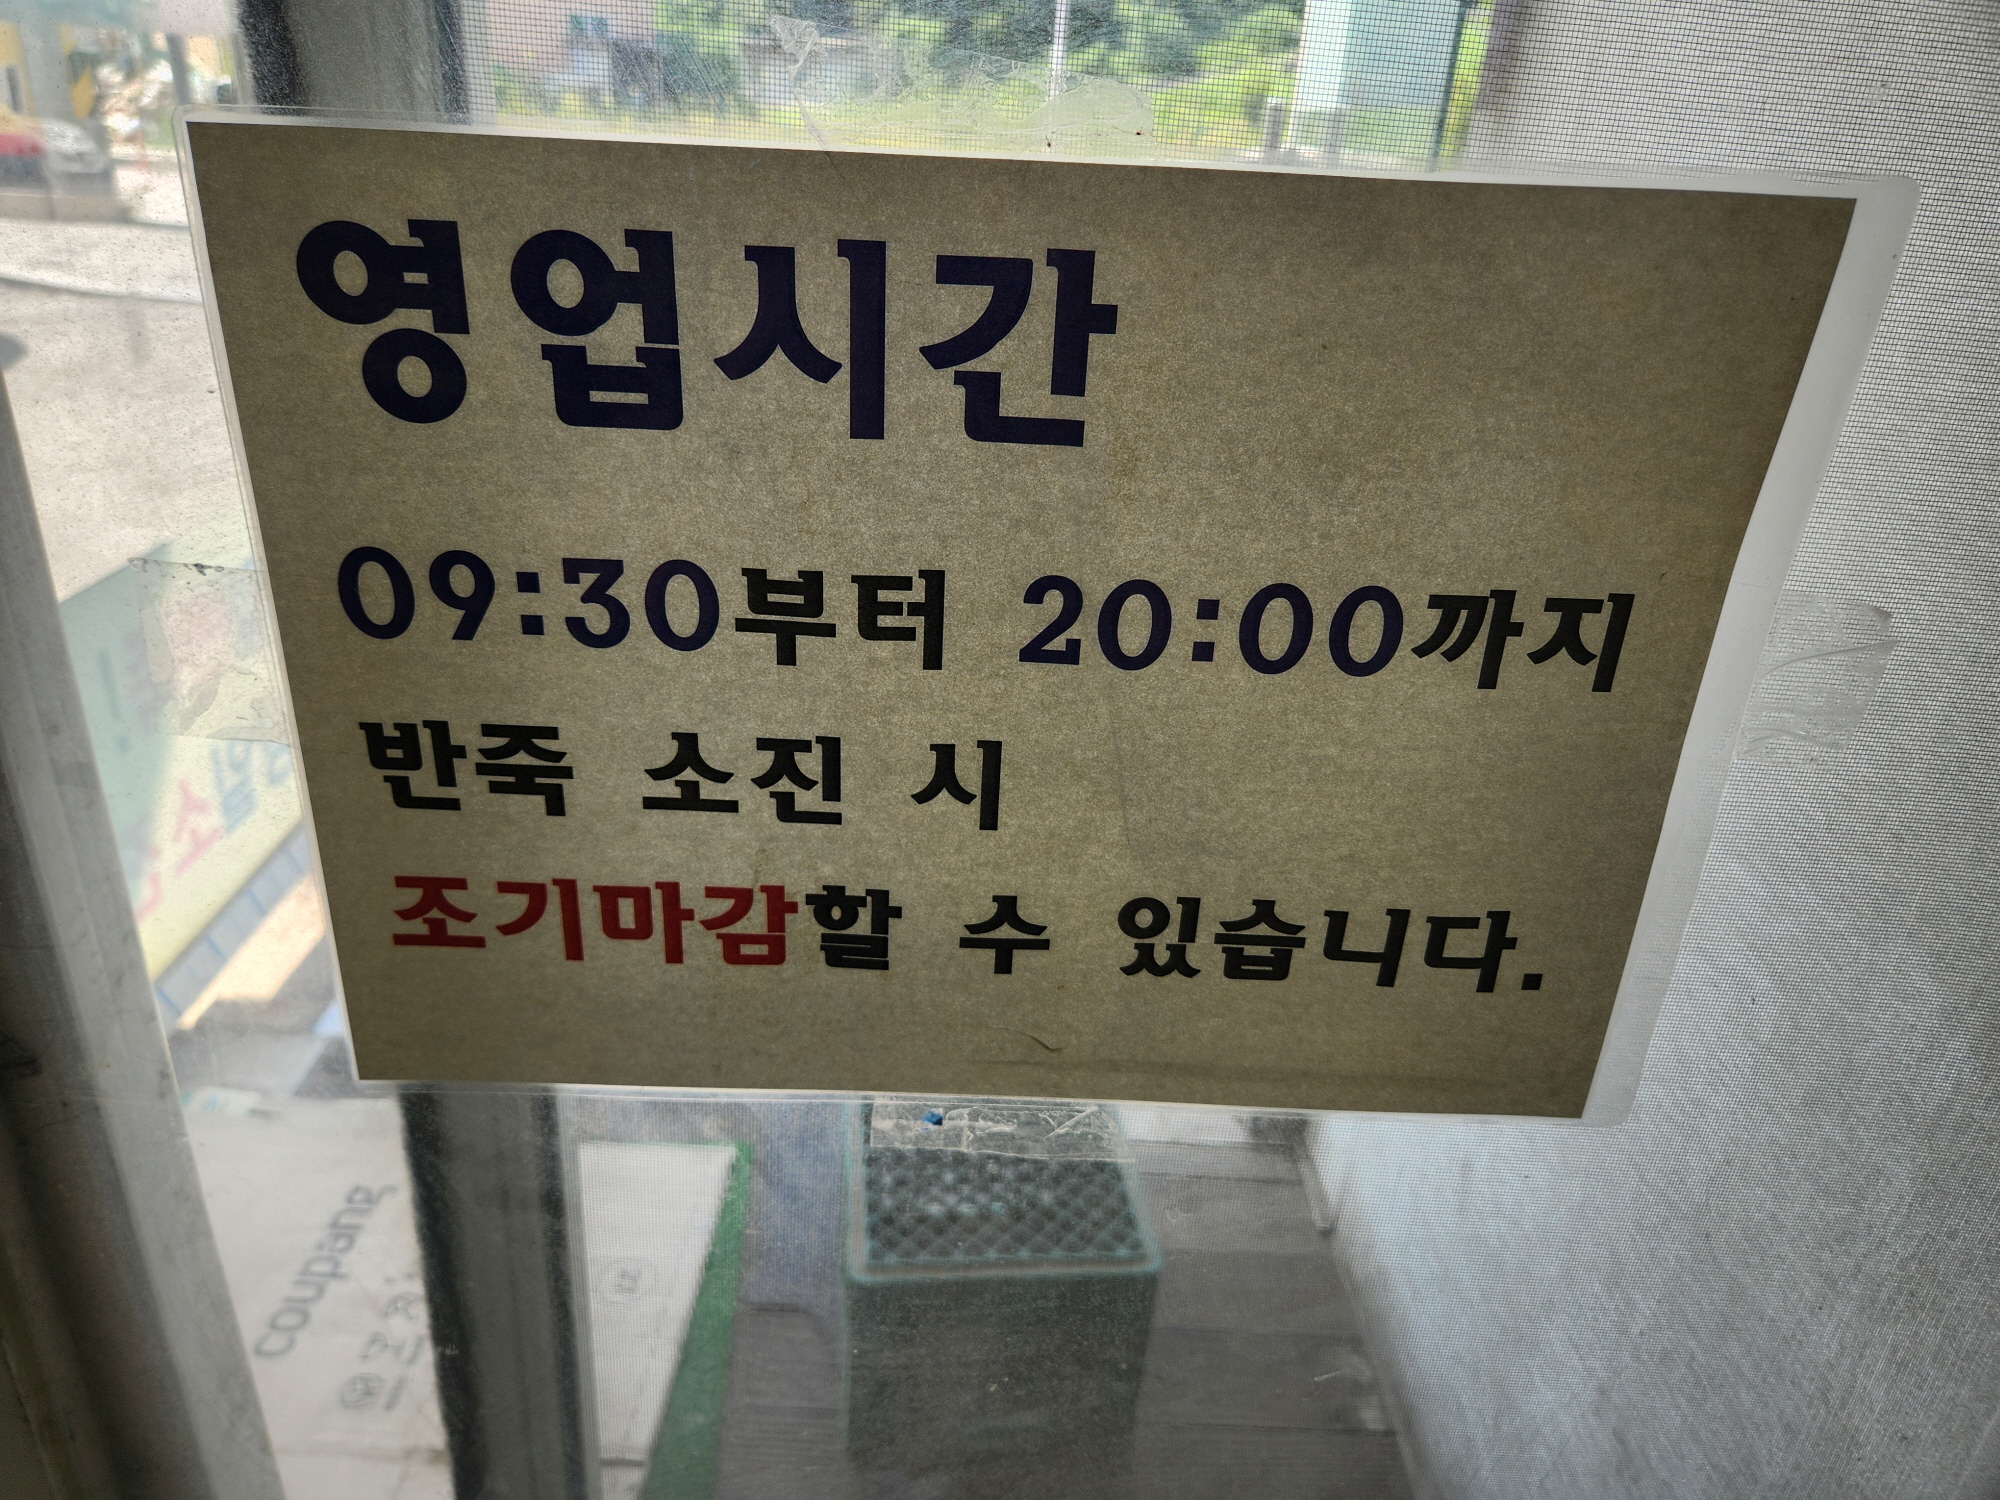 영업시간
09:30부터 20:00까지
반죽 소진 시
조기마감할 수 있습니다.
coupang